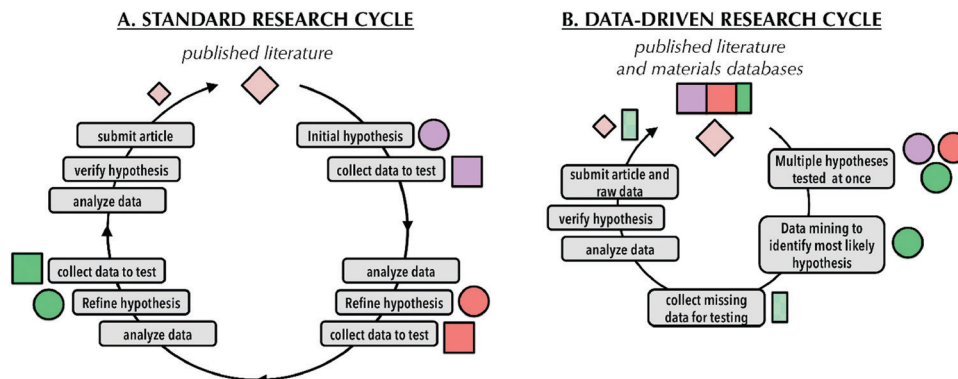 A. STANDARD RESEARCH CYCLE
published literature
Initial hypothesis
collect data to test
analyze data
Refine hypothesis
collect data to test
analyze data
Refine hypothesis
collect data to test
analyze data
verify hypothesis
submit article
B. DATA-DRIVEN RESEARCH CYCLE
published literature
and materials databases
Multiple hypotheses
tested at once
Data mining to
identify most likely
hypothesis
collect missing
data for testing
analyze data
verify hypothesis
submit article and
raw data